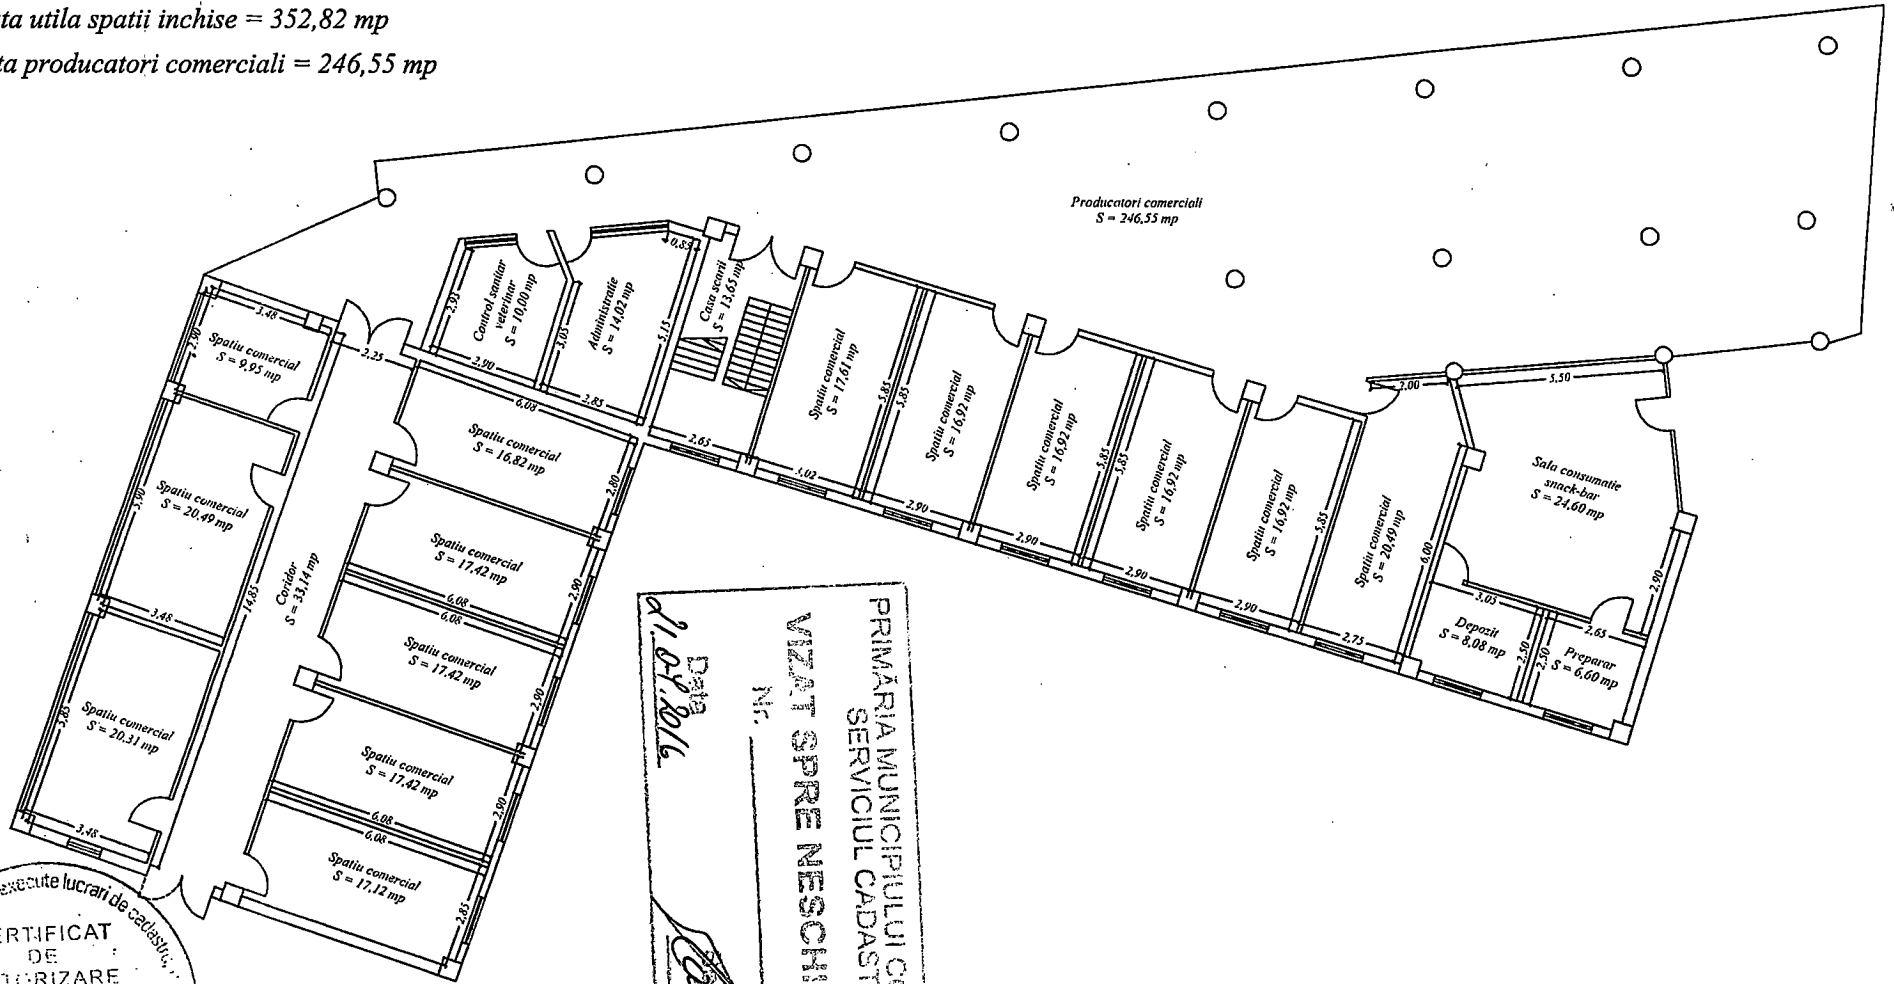 ta utila spatii inchise = 352,82 mp
ta producatori comerciali = 246,55 mp
Producatori comerciali
S = 246,55 mp
0,85
Control sanitar
veterinar
S = 10,00 mp
2,93
2,90
Administratie
S = 14,02 mp
3,05
5,15
2,85
Casa scarii
S = 13,65 mp
2,65
3,48
2,90
Spatiu comercial
S = 9,95 mp
2,25
6,08
Spatiu comercial
S = 16,82 mp
2,80
Spatiu comercial
S = 17,61 mp
5,85
3,02
5,85
Spatiu comercial
S = 16,92 mp
2,90
Spatiu comercial
S = 16,92 mp
5,85
2,90
5,85
Spatiu comercial
S = 16,92 mp
2,90
Spatiu comercial
S = 16,92 mp
5,85
2,90
2,00
Spatiu comercial
S = 20,49 mp
6,00
2,75
5,50
Sala consumatie
snack-bar
S = 24,60 mp
2,90
3,05
Depozit
S = 8,08 mp
2,50
2,50
2,65
Preparar
S = 6,60 mp
Spatiu comercial
S = 20,49 mp
5,90
3,48
14,85
Coridor
S = 33,14 mp
Spatiu comercial
S = 17,42 mp
6,08
2,90
6,08
Spatiu comercial
S = 17,42 mp
2,90
Spatiu comercial
S = 20,31 mp
5,85
3,48
Spatiu comercial
S = 17,42 mp
6,08
2,90
6,08
Spatiu comercial
S = 17,12 mp
2,85
PRIMĂRIA MUNICIPIULUI C
SERVICIUL CADAST
VIZAT SPRE NESCHI
Nr.
Data
21.07.2016
execute lucrari de cadastru,
ERTIFICAT
DE
TORIZARE